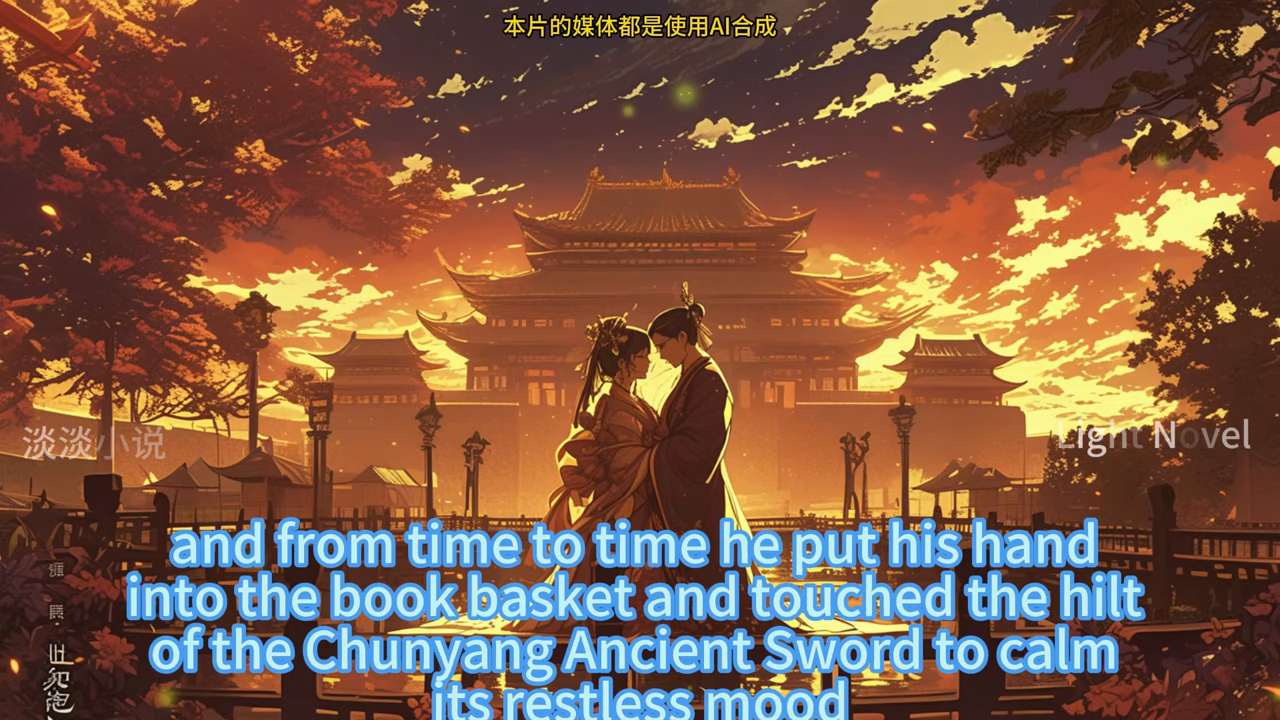 本片的媒体都是使用AI合成
淡淡小说
Light Novel
and from time to time he put his hand
into the book basket and touched the hilt
of the Chunyang Ancient Sword to calm
its restless mood